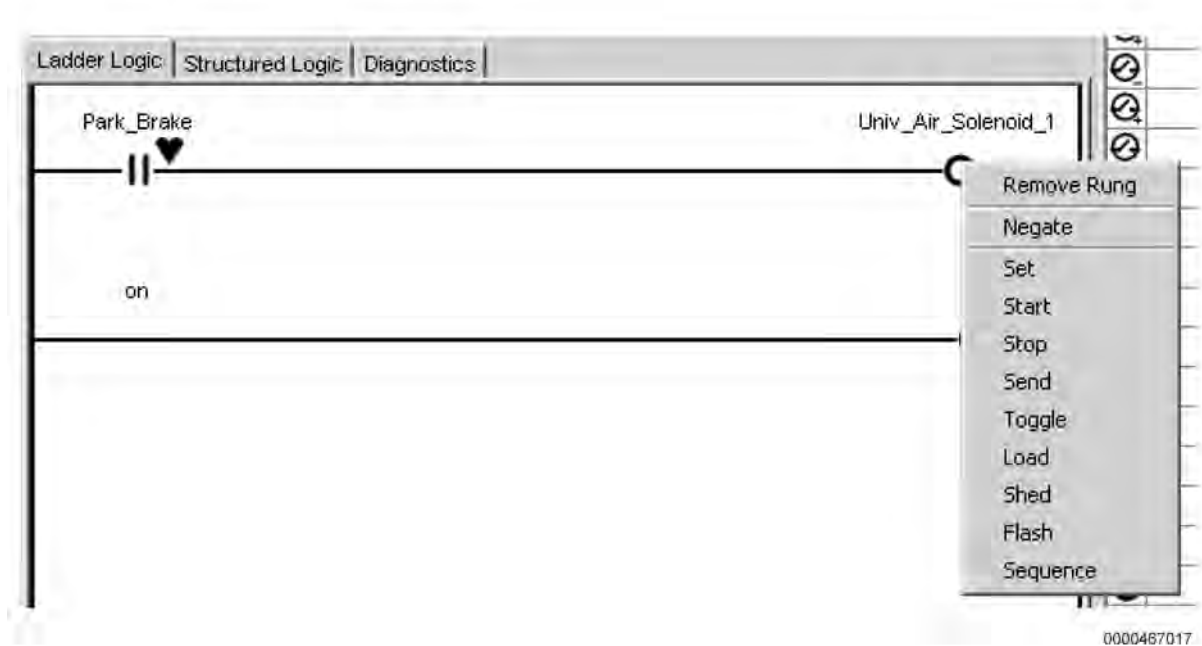 Ladder Logic Structured Logic Diagnostics
Park_Brake Univ_Air_Solenoid_1
Remove Rung
Negate
on
Set
Start
Stop
Send
Toggle
Load
Shed
Flash
Sequence
0000467017